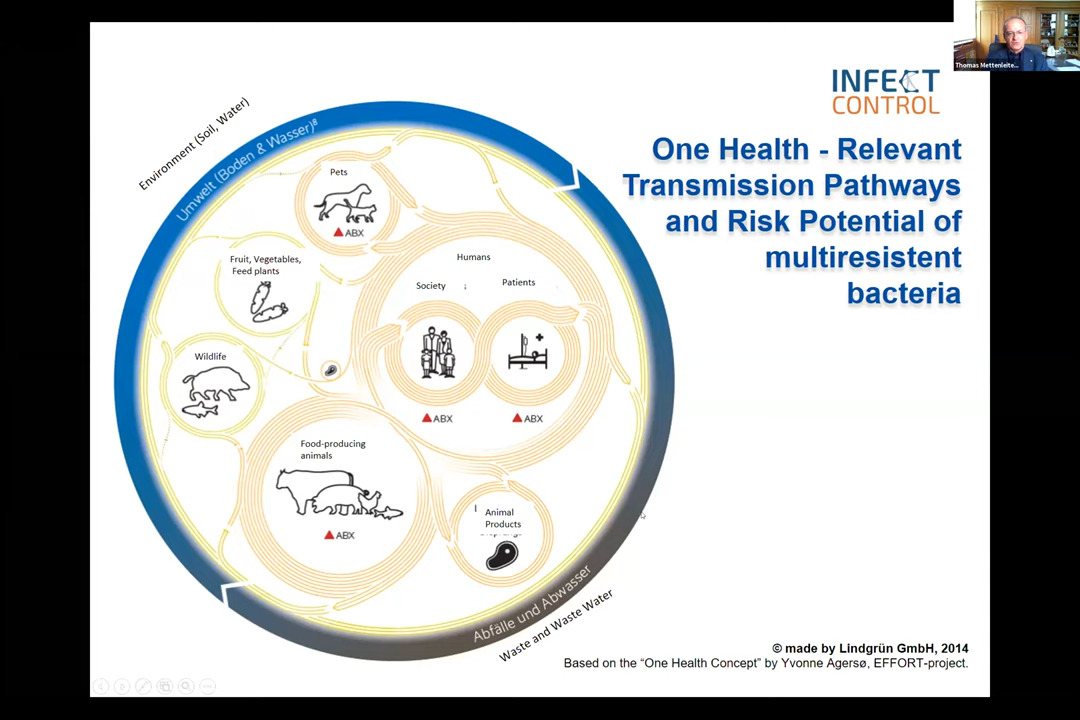 Thomas Mettenleite...
INFECT
CONTROL
One Health - Relevant
Transmission Pathways
and Risk Potential of
multiresistent
bacteria
Environment (Soil, Water)
Umwelt (Boden & Wasser)⁸
Pets
ABX
Fruit, Vegetables,
Feed plants
Humans
Society
Patients
Wildlife
ABX
ABX
Food-producing
animals
ABX
Animal
Products
Abfälle und Abwasser
Waste and Waste Water
© made by Lindgrün GmbH, 2014
Based on the “One Health Concept” by Yvonne Agersø, EFFORT-project.